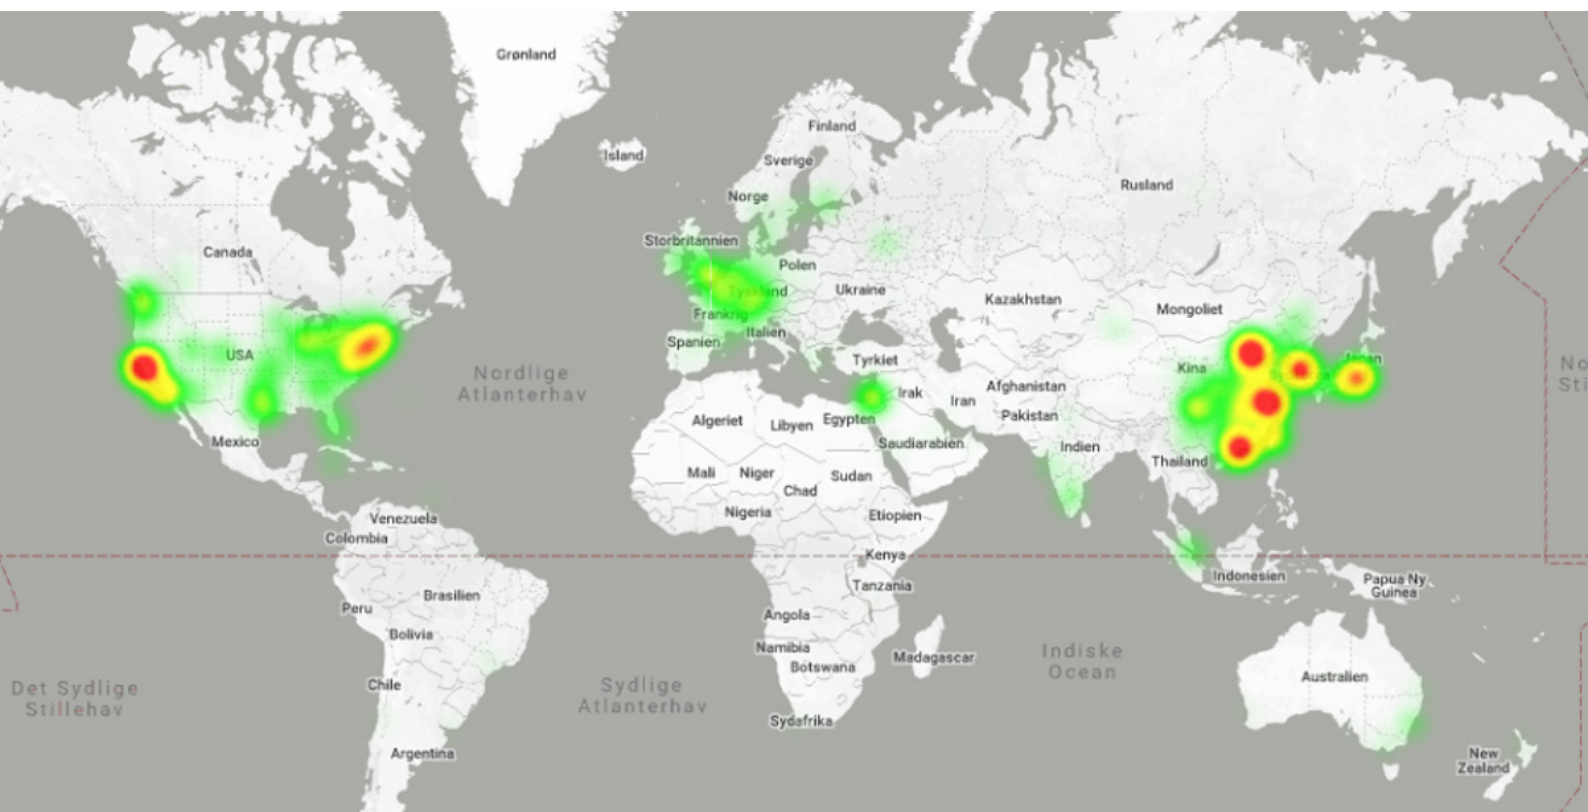 Grønland
Finland
Island
Sverige
Rusland
Norge
Storbritannien
Canada
Polen
Tyskland
Ukraine
Kazakhstan
Mongoliet
Frankrig
Italien
Spanien
USA
Tyrkiet
Japan
Kina
Nordlige
Atlanterhav
Afghanistan
Irak
Iran
Pakistan
Algeriet
Libyen
Egypten
Mexico
Saudiarabien
Indien
Thailand
Mali
Niger
Sudan
Chad
Nigeria
Etiopien
Venezuela
Colombia
Kenya
Indonesien
Papua Ny
Guinea
Tanzania
Brasilien
Peru
Angola
Bolivia
Namibia
Madagascar
Botswana
Indiske
Ocean
Australien
Chile
Det Sydlige
Stillehav
Sydlige
Atlanterhav
Sydafrika
Argentina
New
Zealand